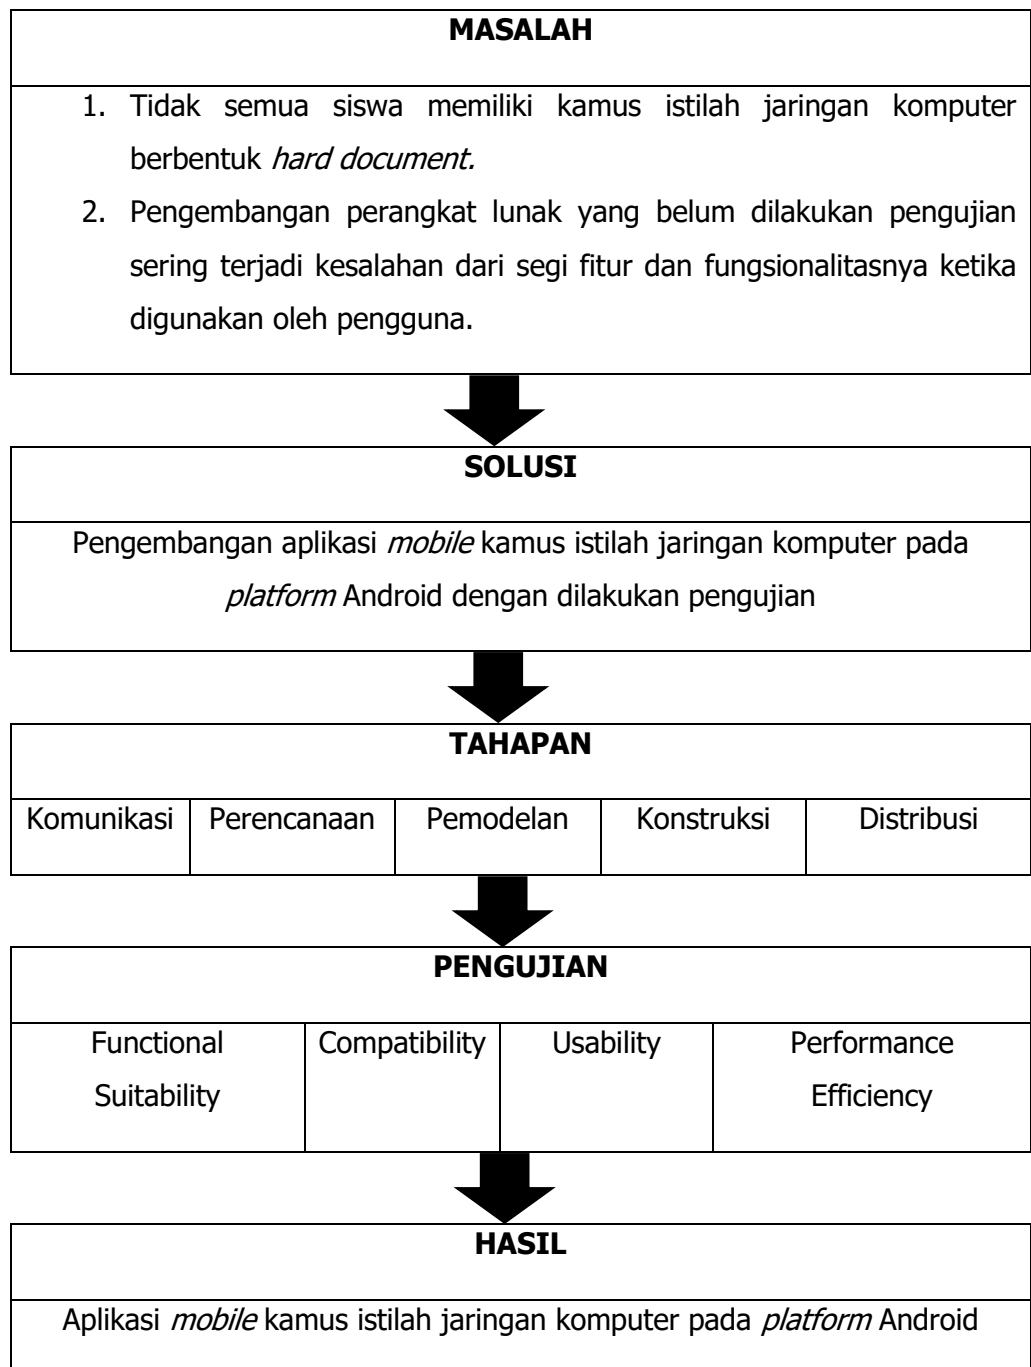 MASALAH
1. Tidak semua siswa memiliki kamus istilah jaringan komputer
berbentuk hard document.
2. Pengembangan perangkat lunak yang belum dilakukan pengujian
sering terjadi kesalahan dari segi fitur dan fungsionalitasnya ketika
digunakan oleh pengguna.
SOLUSI
Pengembangan aplikasi mobile kamus istilah jaringan komputer pada
platform Android dengan dilakukan pengujian
TAHAPAN
Komunikasi Perencanaan Pemodelan Konstruksi Distribusi
PENGUJIAN
Functional Compatibility Usability Performance
Suitability Efficiency
HASIL
Aplikasi mobile kamus istilah jaringan komputer pada platform Android